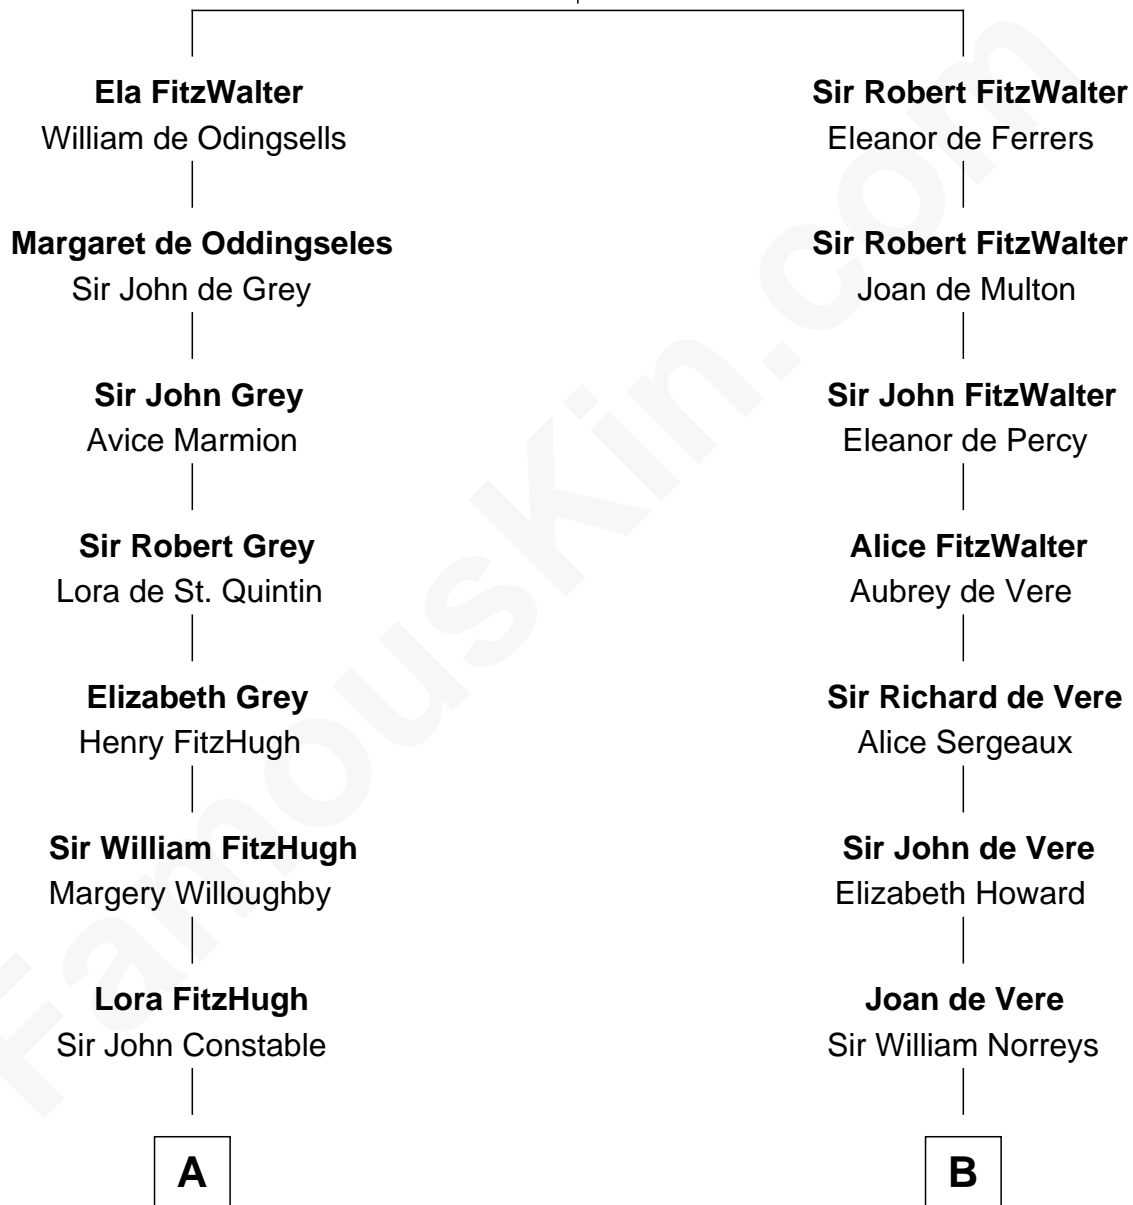 Ela FitzWalter
William de Odingsells
Margaret de Oddingseles
Sir John de Grey
Sir John Grey
Avice Marmion
Sir Robert Grey
Lora de St. Quintin
Elizabeth Grey
Henry FitzHugh
Sir William FitzHugh
Margery Willoughby
Lora FitzHugh
Sir John Constable
A
Sir Robert FitzWalter
Eleanor de Ferrers
Sir Robert FitzWalter
Joan de Multon
Sir John FitzWalter
Eleanor de Percy
Alice FitzWalter
Aubrey de Vere
Sir Richard de Vere
Alice Sergeaux
Sir John de Vere
Elizabeth Howard
Joan de Vere
Sir William Norreys
B
FamousKin.com